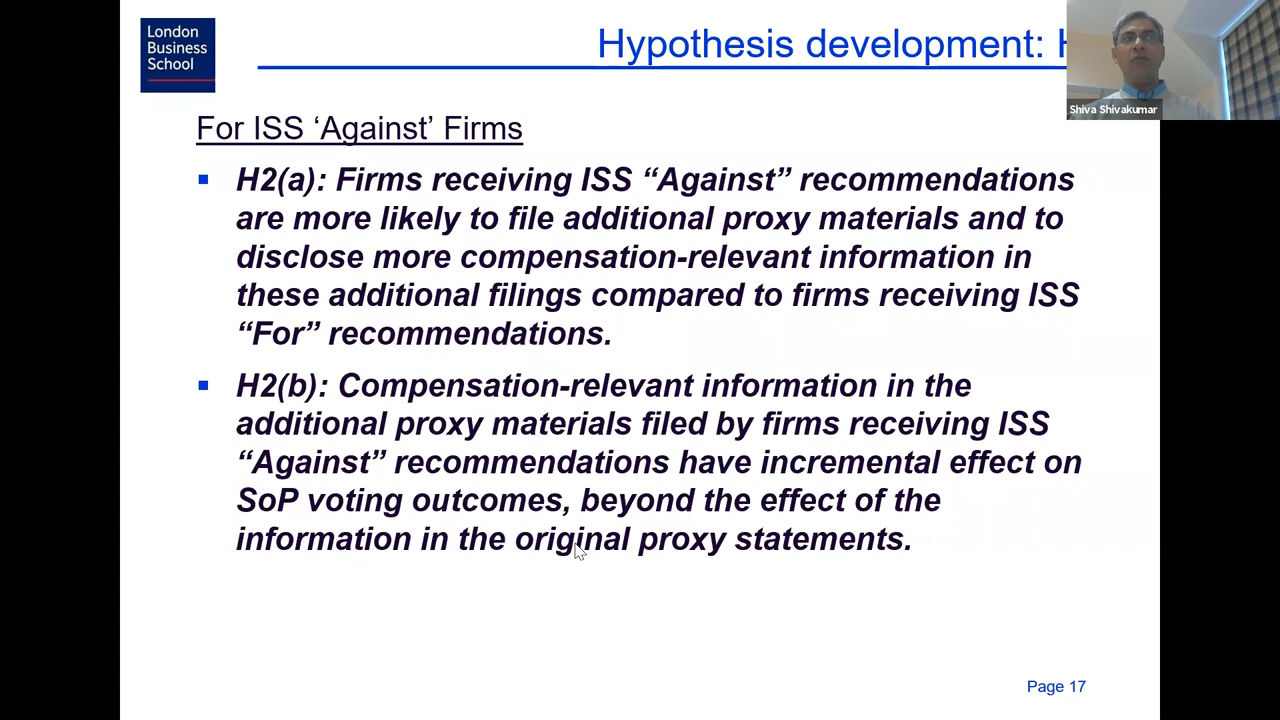 London
Business
School
Hypothesis development: H
Shiva Shivakumar
For ISS ‘Against’ Firms
H2(a): Firms receiving ISS “Against” recommendations
are more likely to file additional proxy materials and to
disclose more compensation-relevant information in
these additional filings compared to firms receiving ISS
“For” recommendations.
H2(b): Compensation-relevant information in the
additional proxy materials filed by firms receiving ISS
“Against” recommendations have incremental effect on
SoP voting outcomes, beyond the effect of the
information in the original proxy statements.
Page 17